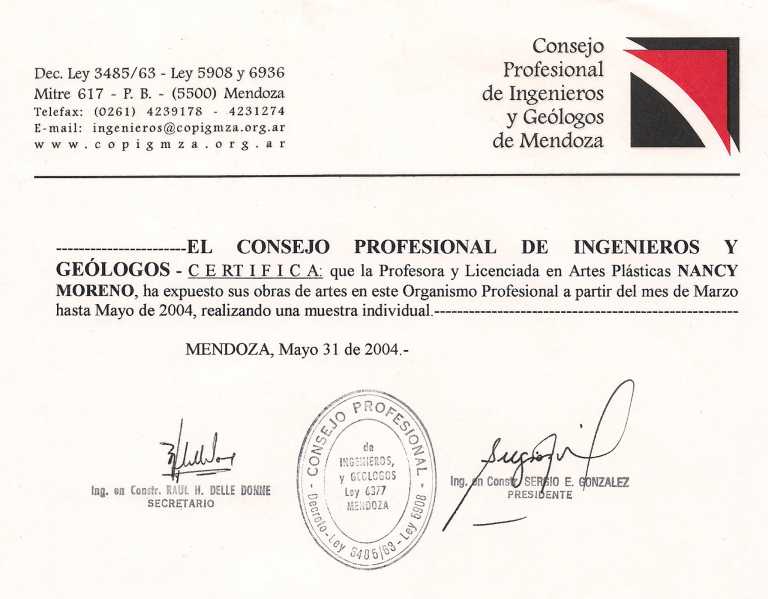 Dec. Ley 3485/63 - Ley 5908 y 6936
Mitre 617 - P. B. - (5500) Mendoza
Telefax: (0261) 4239178 - 4231274
E-mail: ingenieros@copigmza.org.ar
www.copigmza.org.ar
Consejo
Profesional
de Ingenieros
y Geólogos
de Mendoza
-----------------------EL CONSEJO PROFESIONAL DE INGENIEROS Y
GEÓLOGOS - C E R T I F I C A: que la Profesora y Licenciada en Artes Plásticas NANCY
MORENO, ha expuesto sus obras de artes en este Organismo Profesional a partir del mes de Marzo
hasta Mayo de 2004, realizando una muestra individual.------------------------------------------------------
MENDOZA, Mayo 31 de 2004.-
Ing. en Constr. RAUL H. DELLE DONNE
SECRETARIO
CONSEJO PROFESIONAL
de
INGENIEROS,
y GEOLOGOS
Ley 6377
MENDOZA
- Decreto-Ley 3485/63 - Ley 5908 -
Ing. en Constr. SERGIO E. GONZALEZ
PRESIDENTE